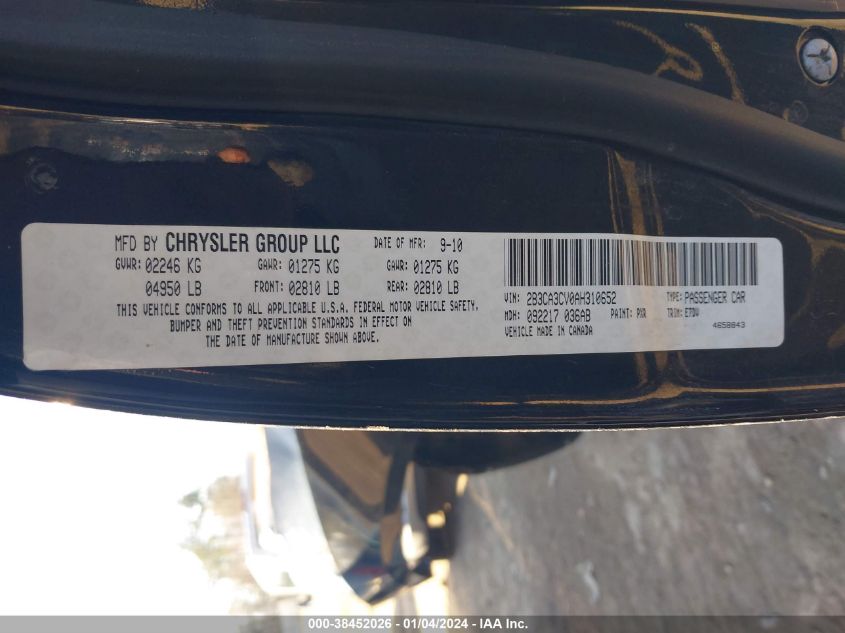 MFD BY CHRYSLER GROUP LLC DATE OF MFR: 9-10
GVWR: 02246 KG GAWR: 01275 KG GAWR: 01275 KG
04950 LB FRONT: 02810 LB REAR: 02810 LB
THIS VEHICLE CONFORMS TO ALL APPLICABLE U.S.A. FEDERAL MOTOR VEHICLE SAFETY,
BUMPER AND THEFT PREVENTION STANDARDS IN EFFECT ON
THE DATE OF MANUFACTURE SHOWN ABOVE.
VIN: 2B3CA3CV0AH310652 TYPE: PASSENGER CAR
MDH: 092217 036AB PAINT: PXR TRIM: E7DV
VEHICLE MADE IN CANADA 4658843
000-38452026 - 01/04/2024 - IAA Inc.